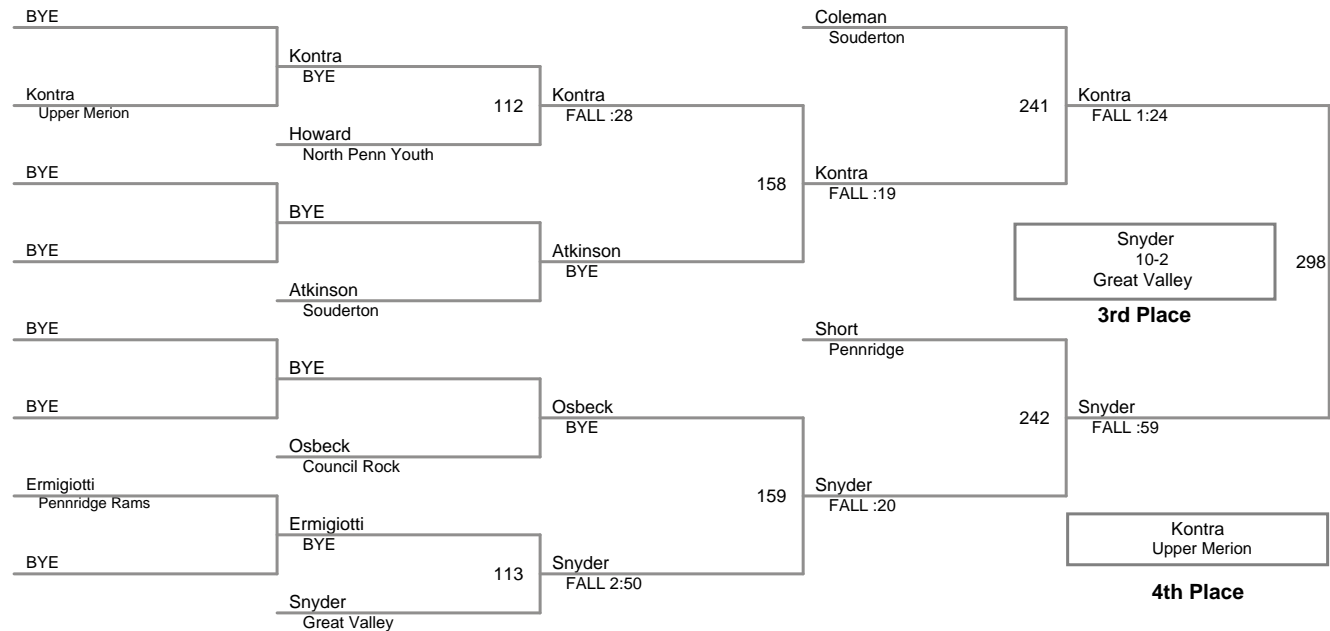 BYE
Kontra
Upper Merion
BYE
BYE
BYE
BYE
Ermigiotti
Pennridge Rams
BYE
Kontra
BYE
112
Howard
North Penn Youth
BYE
Atkinson
Souderton
BYE
Osbeck
Council Rock
Ermigiotti
BYE
113
Snyder
Great Valley
Kontra
FALL :28
158
Atkinson
BYE
Osbeck
BYE
159
Snyder
FALL 2:50
Coleman
Souderton
241
Kontra
FALL :19
Short
Pennridge
242
Snyder
FALL :20
Kontra
FALL 1:24
298
Snyder
FALL :59
Snyder
10-2
Great Valley
3rd Place
Kontra
Upper Merion
4th Place